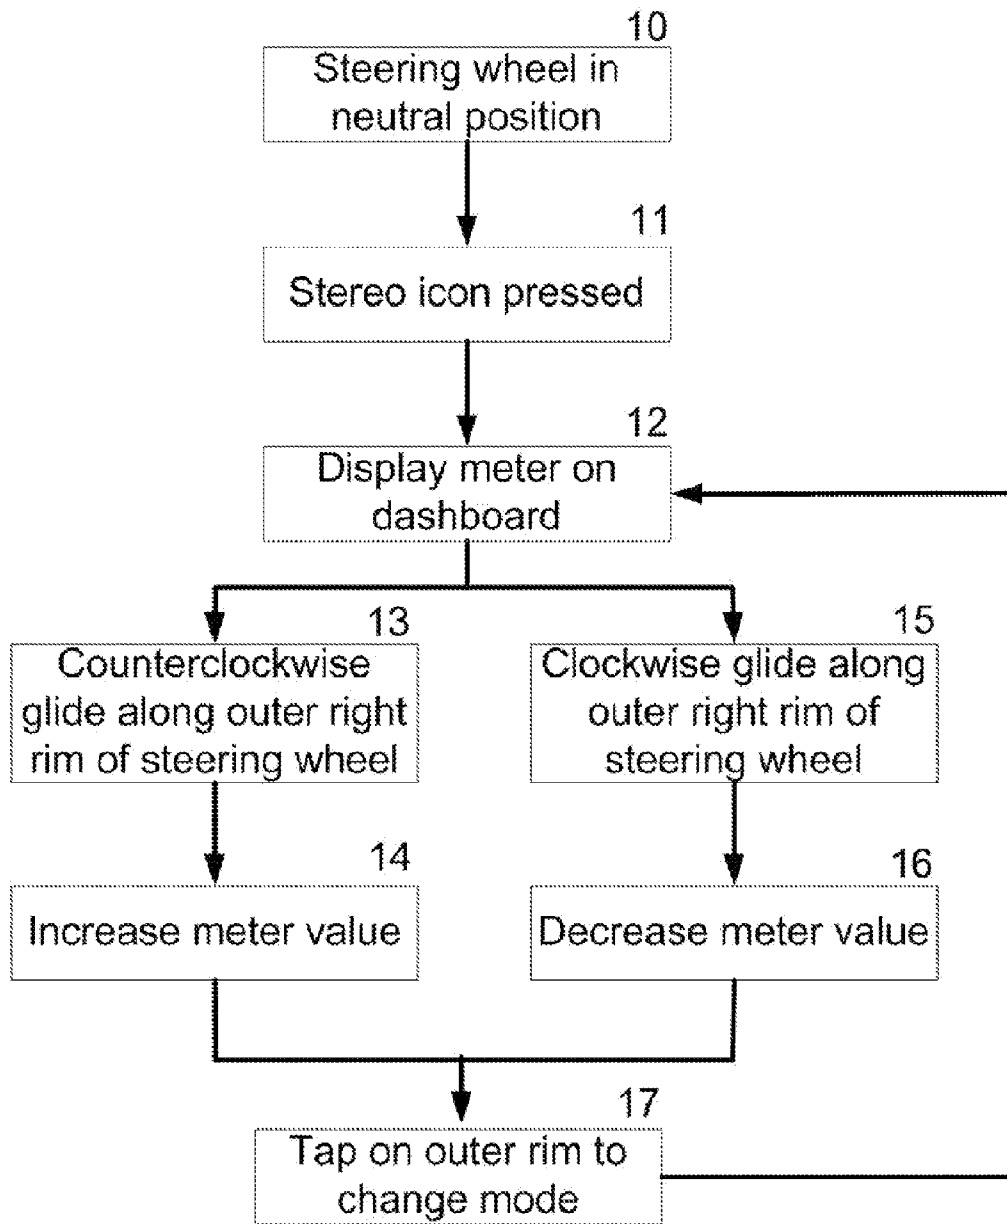 10
Steering wheel in
neutral position
11
Stereo icon pressed
12
Display meter on
dashboard
13
Counterclockwise
glide along outer right
rim of steering wheel
15
Clockwise glide along
outer right rim of
steering wheel
14
Increase meter value
16
Decrease meter value
17
Tap on outer rim to
change mode